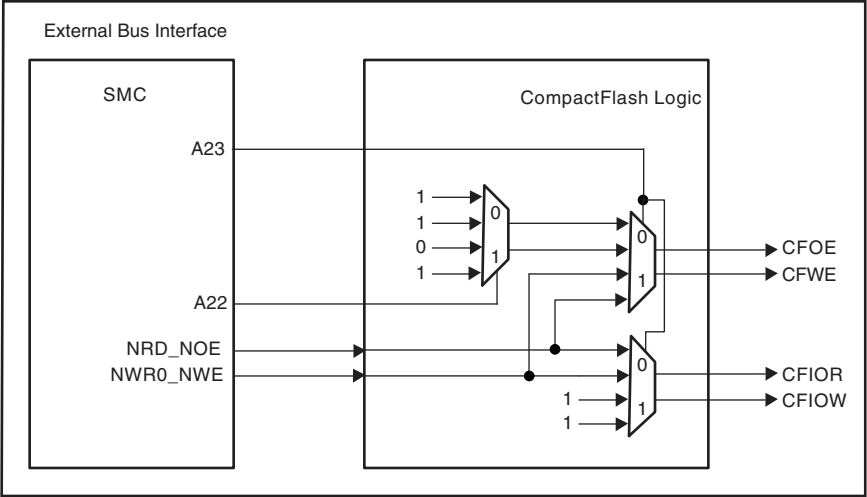 External Bus Interface
SMC
CompactFlash Logic
A23
1
1
0
1
0
1
0
1
CFOE
CFWE
A22
NRD_NOE
NWR0_NWE
0
1
1
1
CFIOR
CFIOW